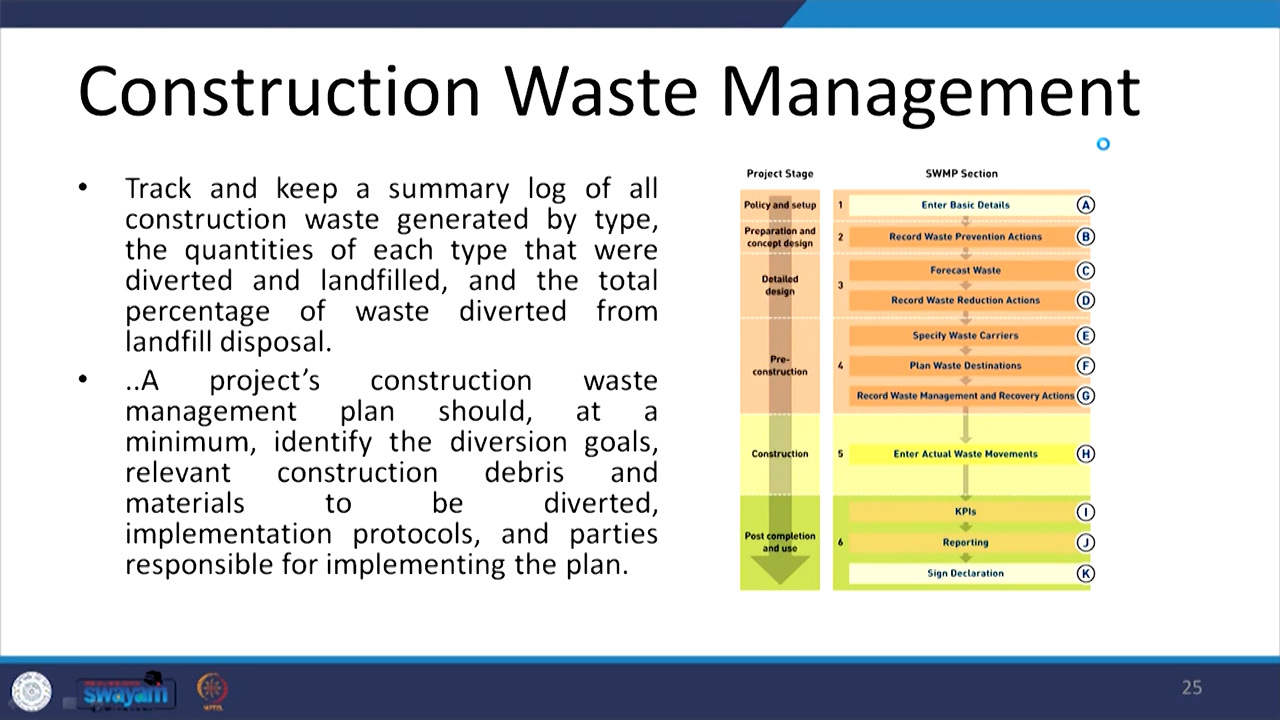 Construction Waste Management
• Track and keep a summary log of all
construction waste generated by type,
the quantities of each type that were
diverted and landfilled, and the total
percentage of waste diverted from
landfill disposal.
• ..A project’s construction waste
management plan should, at a
minimum, identify the diversion goals,
relevant construction debris and
materials to be diverted,
implementation protocols, and parties
responsible for implementing the plan.
Project Stage SWMP Section
Policy and setup 1 Enter Basic Details A
Preparation and
concept design
2 Record Waste Prevention Actions B
Detailed
design
3 Forecast Waste C
Record Waste Reduction Actions D
Pre-
construction
4 Specify Waste Carriers E
Plan Waste Destinations F
Record Waste Management and Recovery Actions G
Construction 5 Enter Actual Waste Movements H
Post completion
and use
6 KPIs I
Reporting J
Sign Declaration K
swayam
25